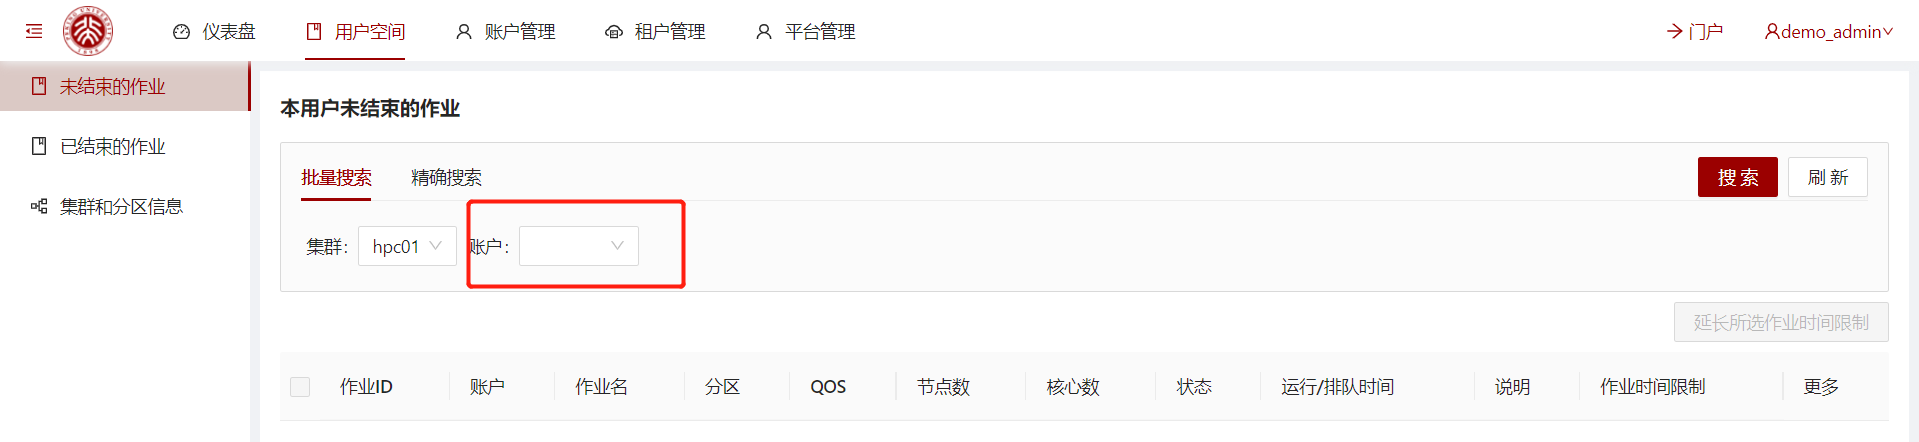 仪表盘 用户空间 账户管理 租户管理 平台管理 门户 demo_admin
未结束的作业
已结束的作业
集群和分区信息
本用户未结束的作业
批量搜索 精确搜索 搜索 刷新
集群： hpc01 账户：
延长所选作业时间限制
作业ID 账户 作业名 分区 QOS 节点数 核心数 状态 运行/排队时间 说明 作业时间限制 更多